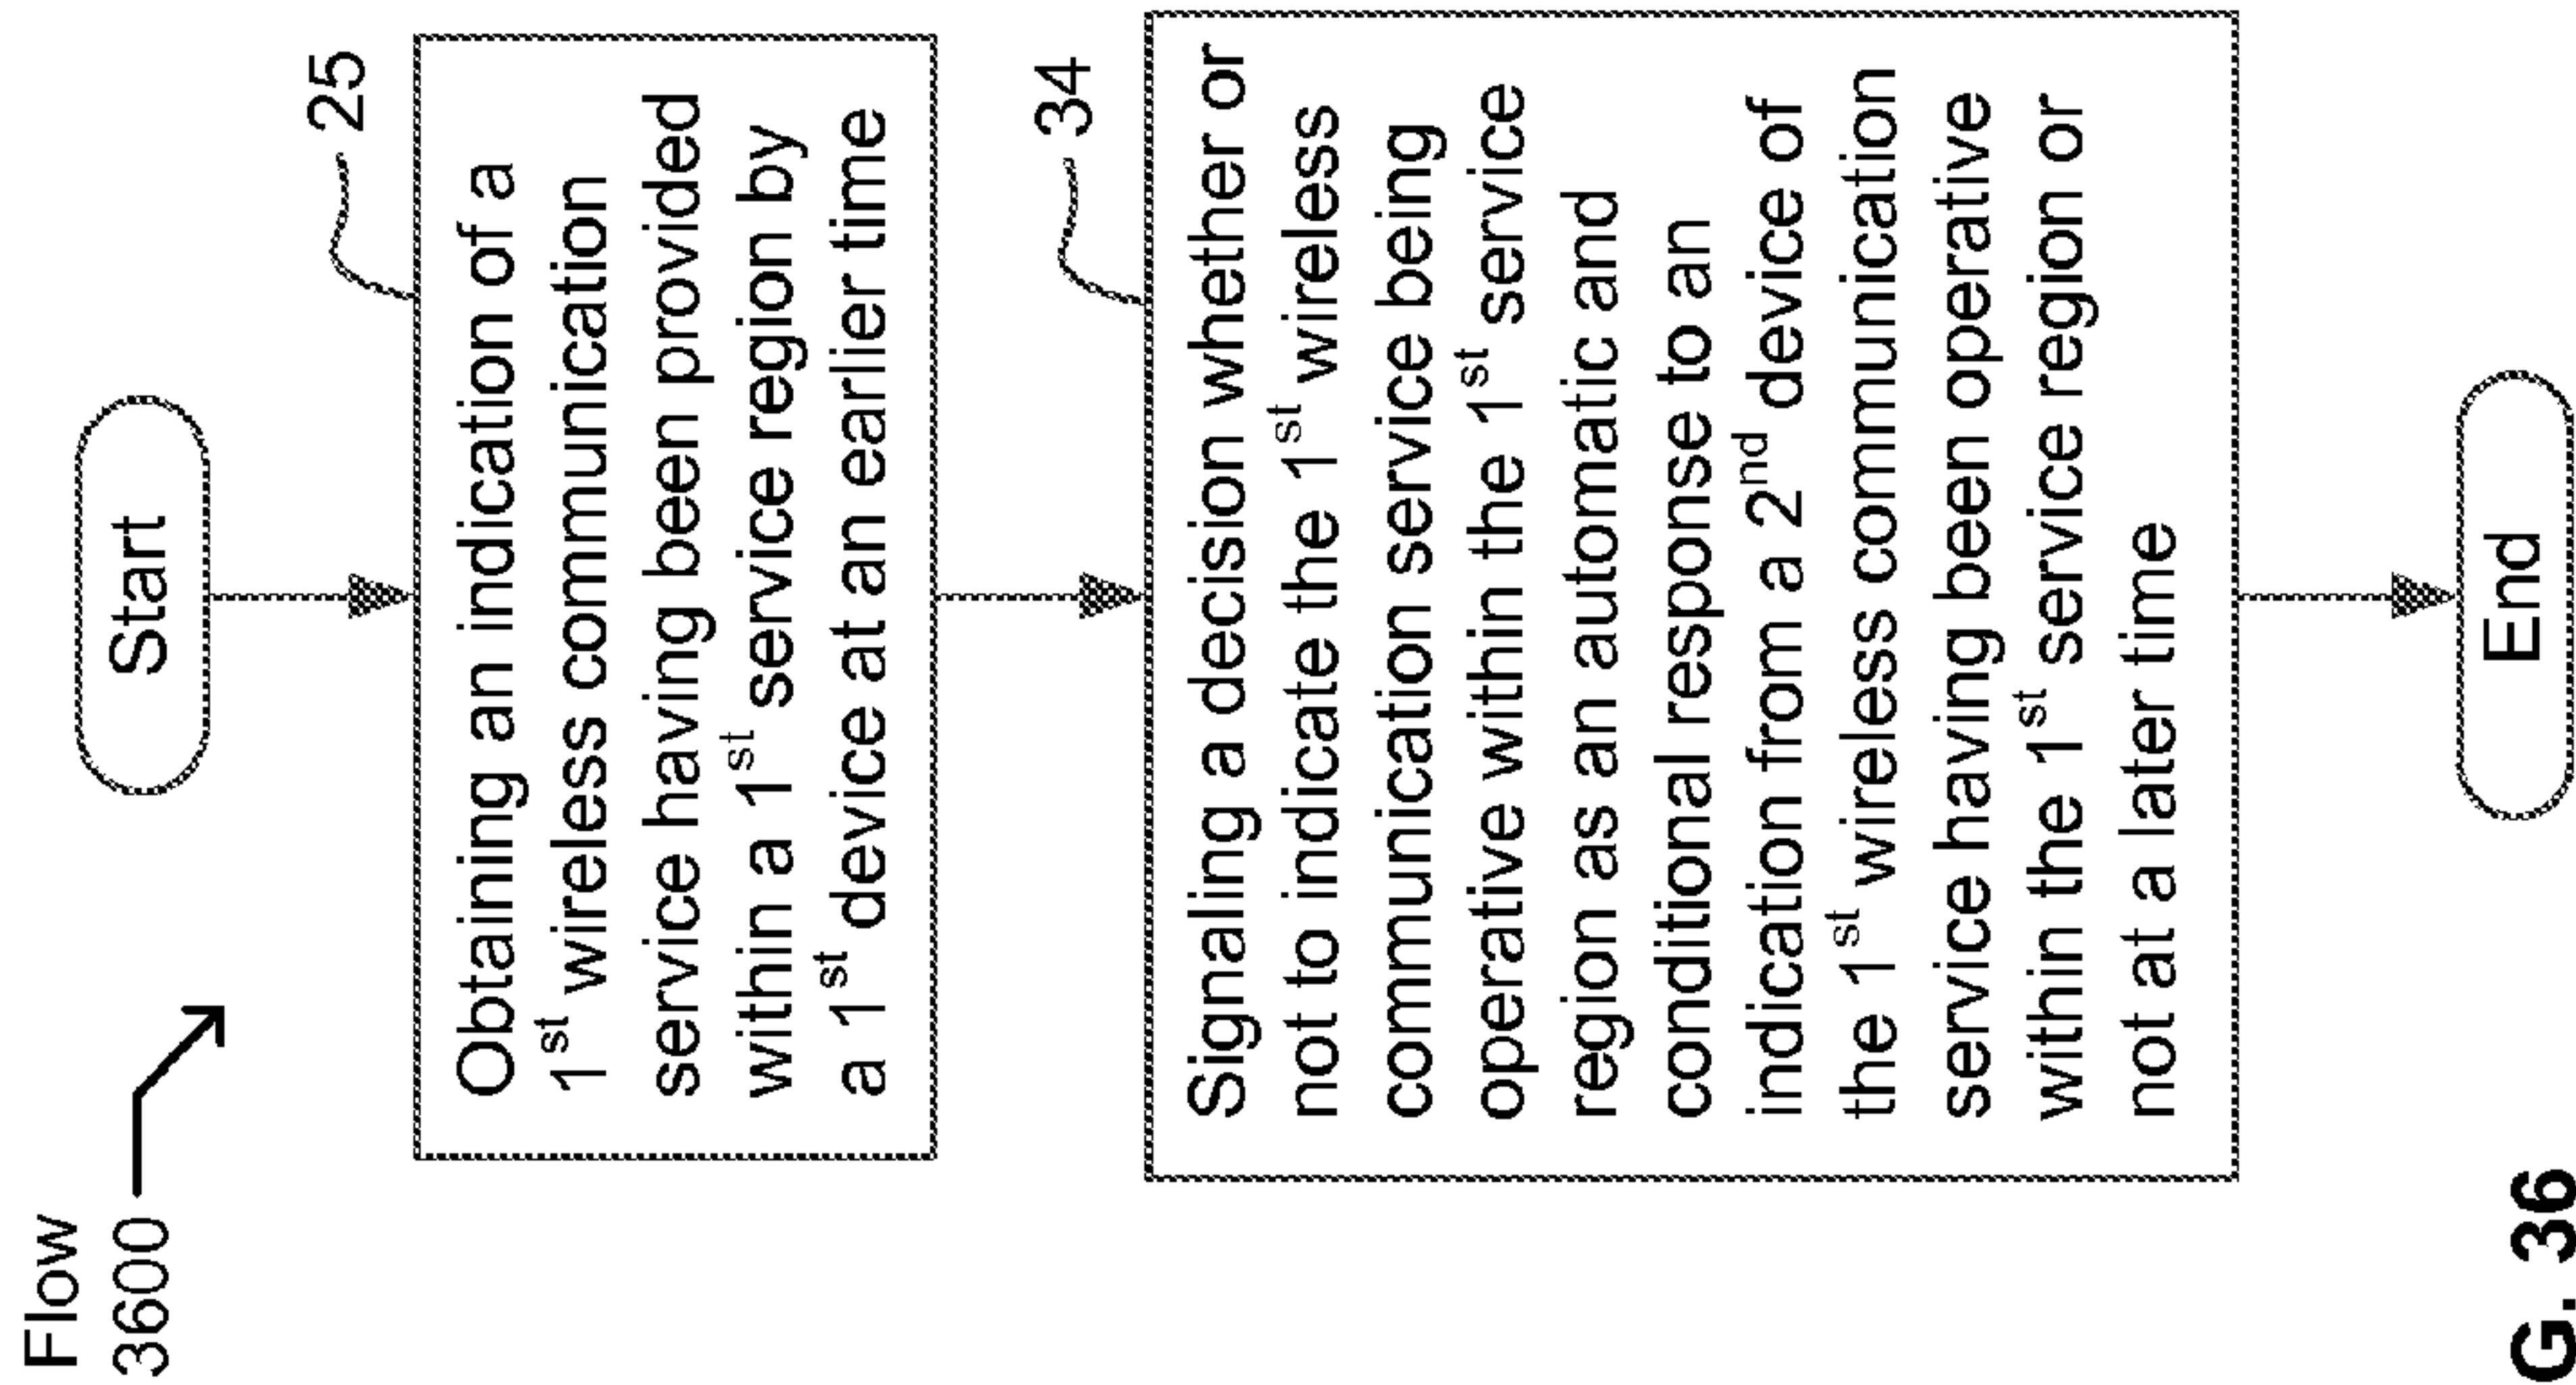 Flow
3600
Start
25
Obtaining an indication of a
1st wireless communication
service having been provided
within a 1st service region by
a 1st device at an earlier time
34
Signaling a decision whether or
not to indicate the 1st wireless
communication service being
operative within the 1st service
region as an automatic and
conditional response to an
indication from a 2nd device of
the 1st wireless communication
service having been operative
within the 1st service region or
not at a later time
End
G. 36